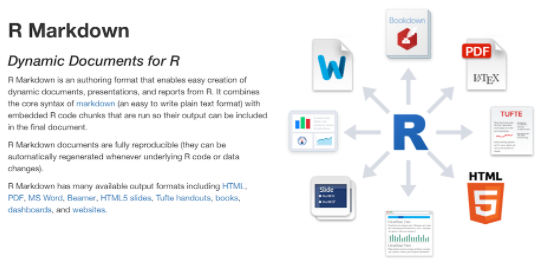 R Markdown
Dynamic Documents for R
R Markdown is an authoring format that enables easy creation of
dynamic documents, presentations, and reports from R. It combines
the core syntax of markdown (an easy to write plain text format) with
embedded R code chunks that are run so their output can be included
in the final document.
R Markdown documents are fully reproducible (they can be
automatically regenerated whenever underlying R code or data
changes).
R Markdown has many available output formats including HTML,
PDF, MS Word, Beamer, HTML5 slides, Tufte handouts, books,
dashboards, and websites.
Bookdown
W
PDF
LATEX
R
TUFTE
Slide
HTML
5